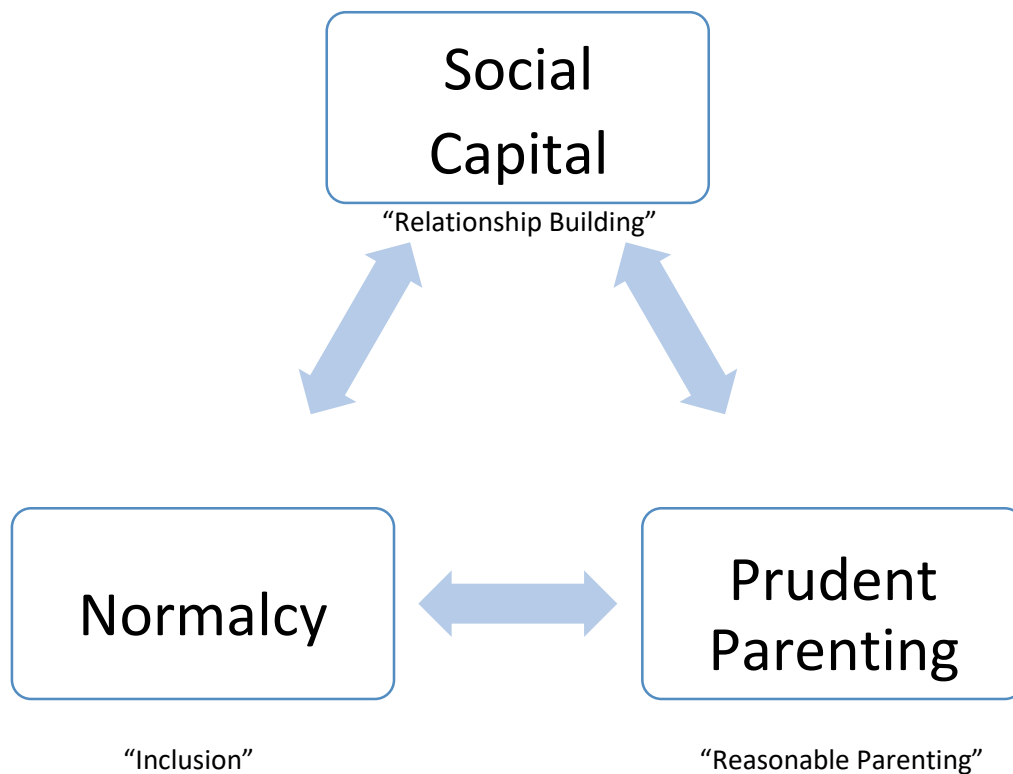 Social
Capital
“Relationship Building”
Normalcy
Prudent
Parenting
“Inclusion”
“Reasonable Parenting”